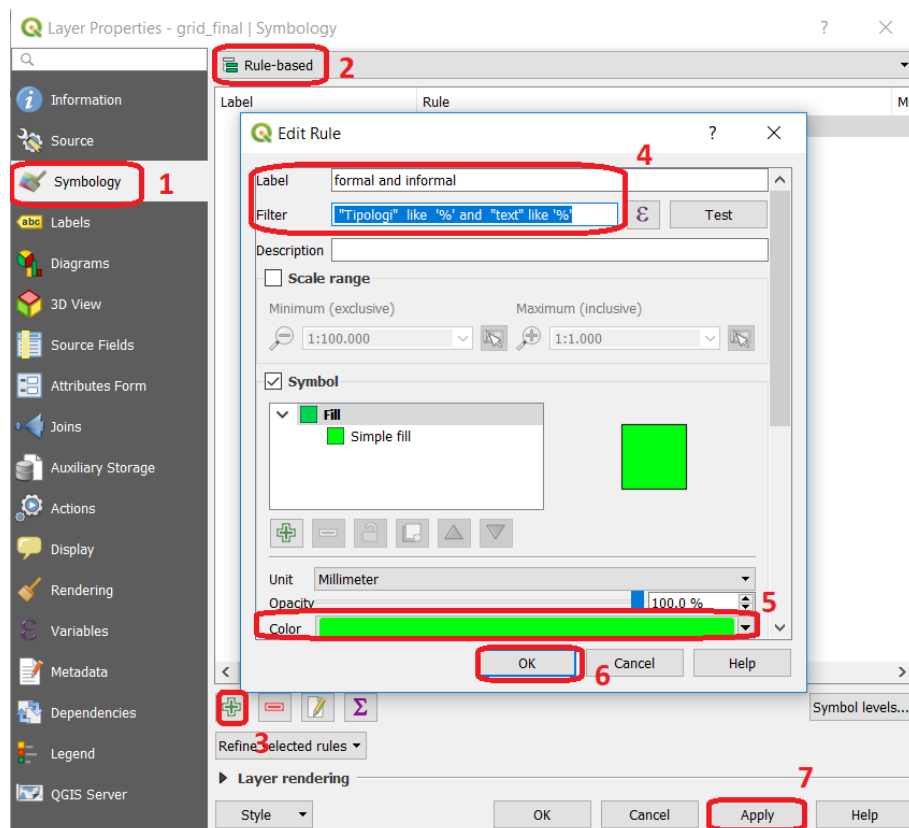 Layer Properties - grid_final | Symbology
?
Rule-based
2
Information
Source
Symbology
1
abc Labels
Diagrams
3D View
Source Fields
Attributes Form
Joins
Auxiliary Storage
Actions
Display
Rendering
Variables
Metadata
Dependencies
Legend
QGIS Server
Label
Rule
M
Edit Rule
?
4
Label
formal and informal
Filter
"Tipologi" like '%' and "text" like '%'
ε
Test
Description
Scale range
Minimum (exclusive)
Maximum (inclusive)
1:100.000
1:1.000
Symbol
Fill
Simple fill
Unit
Millimeter
Opacity
100,0 %
5
Color
OK
Cancel
Help
6
Σ
Symbol levels...
3
Refine selected rules
Layer rendering
7
Style
OK
Cancel
Apply
Help